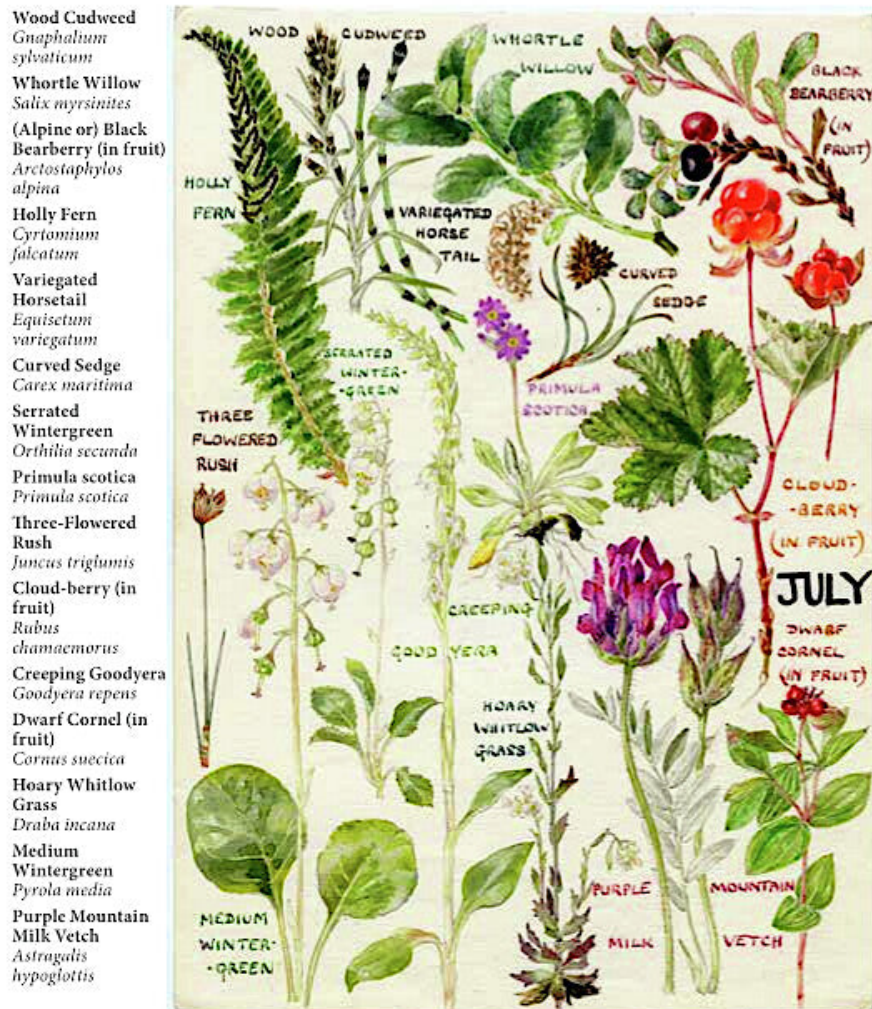 Wood Cudweed
Gnaphalium
sylvaticum
Whortle Willow
Salix myrsinites
(Alpine or) Black
Bearberry (in fruit)
Arctostaphylos
alpina
Holly Fern
Cyrtomium
falcatum
Variegated
Horsetail
Equisetum
variegatum
Curved Sedge
Carex maritima
Serrated
Wintergreen
Orthilia secunda
Primula scotica
Primula scotica
Three-Flowered
Rush
Juncus triglumis
Cloud-berry (in
fruit)
Rubus
chamaemorus
Creeping Goodyera
Goodyera repens
Dwarf Cornel (in
fruit)
Cornus suecica
Hoary Whitlow
Grass
Draba incana
Medium
Wintergreen
Pyrola media
Purple Mountain
Milk Vetch
Astragalis
hypoglottis
WOOD CUDWEED
WHORTLE
WILLOW
BLACK
BEARBERRY
(IN
FRUIT)
HOLLY
FERN
VARIEGATED
HORSE
TAIL
CURVED
SEDGE
SERRATED
WINTER-
-GREEN
PRIMULA
SCOTICA
THREE
FLOWERED
RUSH
CLOUD-
-BERRY
(IN FRUIT)
JULY
CREEPING
GOODYERA
DWARF
CORNEL
(IN FRUIT)
HOARY
WHITLOW
GRASS
MEDIUM
WINTER-
-GREEN
PURPLE MOUNTAIN
MILK VETCH